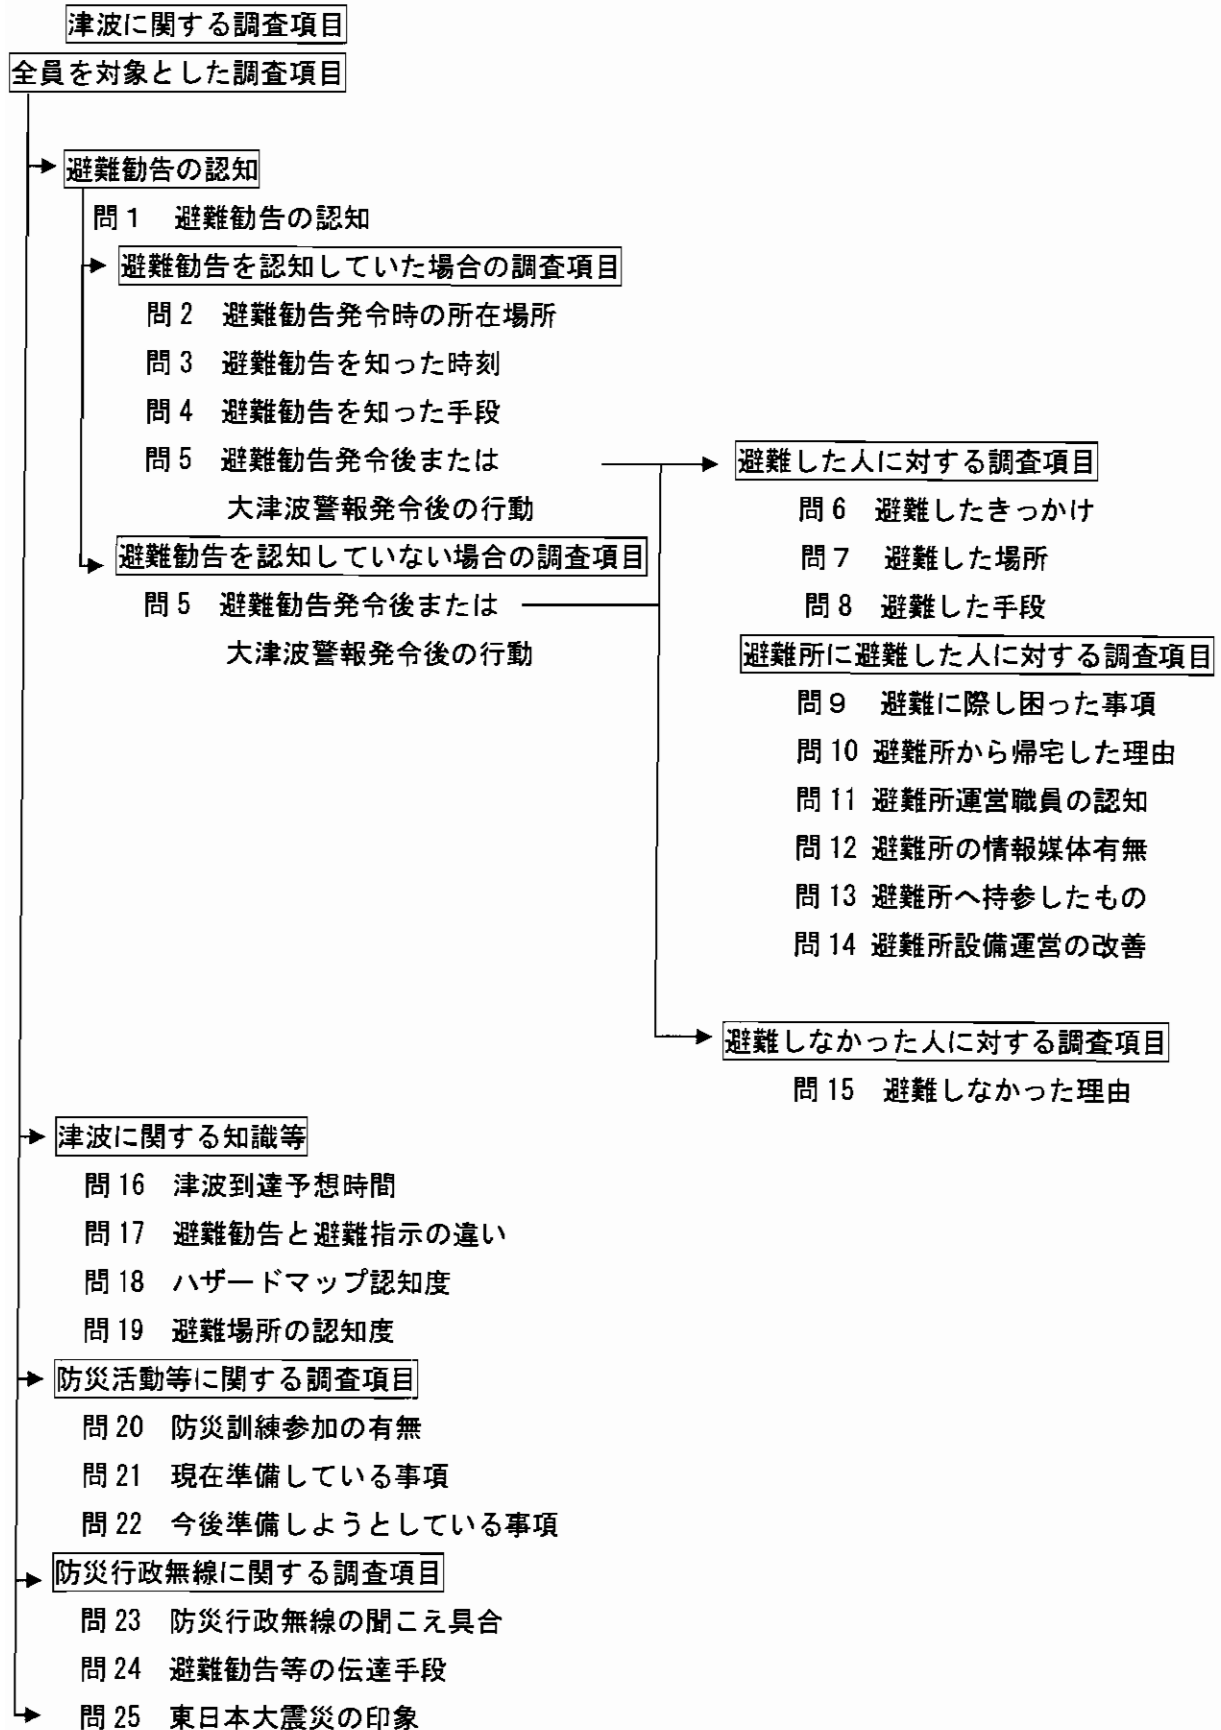 津波に関する調査項目
全員を対象とした調査項目
避難勧告の認知
問1 避難勧告の認知
避難勧告を認知していた場合の調査項目
問2 避難勧告発令時の所在場所
問3 避難勧告を知った時刻
問4 避難勧告を知った手段
問5 避難勧告発令後または
大津波警報発令後の行動
避難勧告を認知していない場合の調査項目
問5 避難勧告発令後または
大津波警報発令後の行動
避難した人に対する調査項目
問6 避難したきっかけ
問7 避難した場所
問8 避難した手段
避難所に避難した人に対する調査項目
問9 避難に際し困った事項
問10 避難所から帰宅した理由
問11 避難所運営職員の認知
問12 避難所の情報媒体有無
問13 避難所へ持参したもの
問14 避難所設備運営の改善
避難しなかった人に対する調査項目
問15 避難しなかった理由
津波に関する知識等
問16 津波到達予想時間
問17 避難勧告と避難指示の違い
問18 ハザードマップ認知度
問19 避難場所の認知度
防災活動等に関する調査項目
問20 防災訓練参加の有無
問21 現在準備している事項
問22 今後準備しようとしている事項
防災行政無線に関する調査項目
問23 防災行政無線の聞こえ具合
問24 避難勧告等の伝達手段
問25 東日本大震災の印象